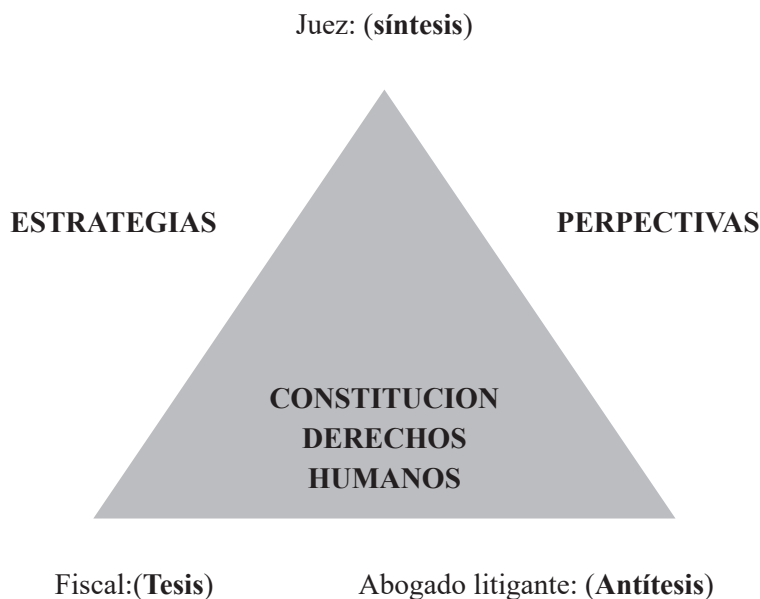 Juez: (síntesis)
ESTRATEGIAS
PERPECTIVAS
CONSTITUCION
DERECHOS
HUMANOS
Fiscal:(Tesis)
Abogado litigante: (Antítesis)